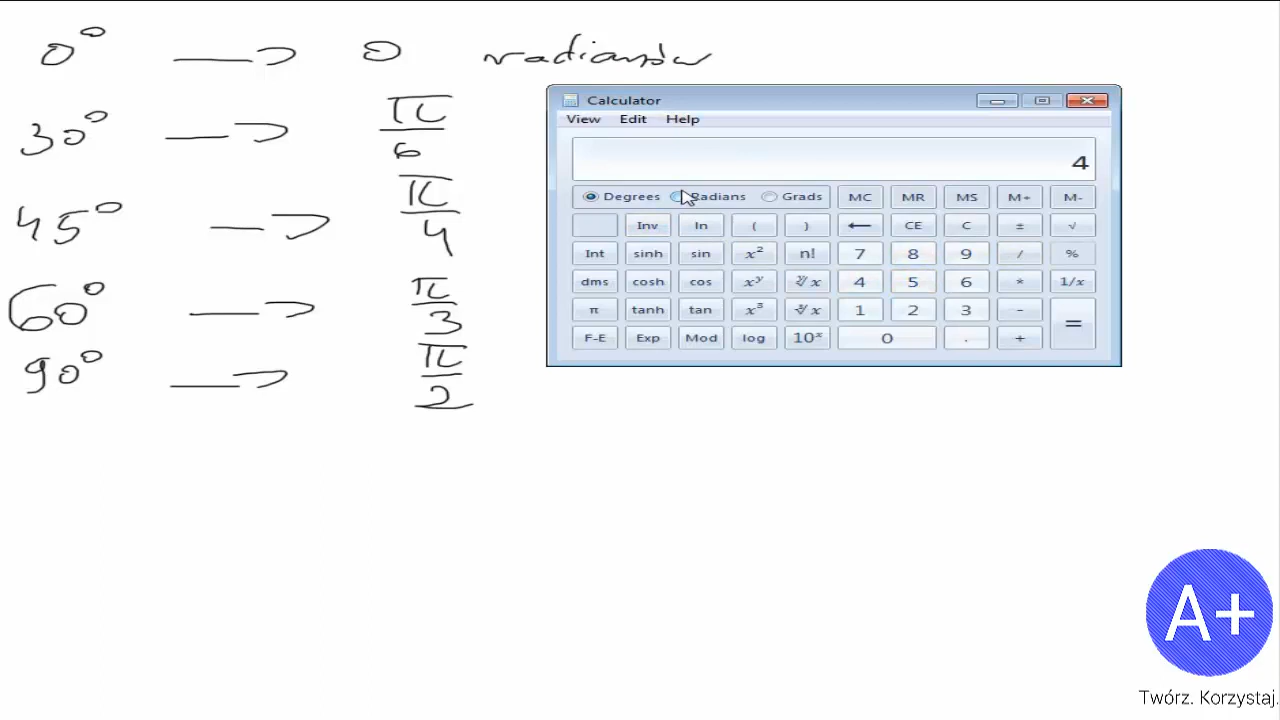 0° → 0 radianów
30° → π/6
45° → π/4
60° → π/3
90° → π/2
Calculator
View Edit Help
4
Degrees Radians Grads MC MR MS M+ M-
Inv ln ( ) ← CE C ± √
Int sinh sin x² n! 7 8 9 / %
dms cosh cos xʸ ʸ√x 4 5 6 * 1/x
π tanh tan x³ ³√x 1 2 3 - =
F-E Exp Mod log 10ˣ 0 . +
A+
Twórz. Korzystaj.